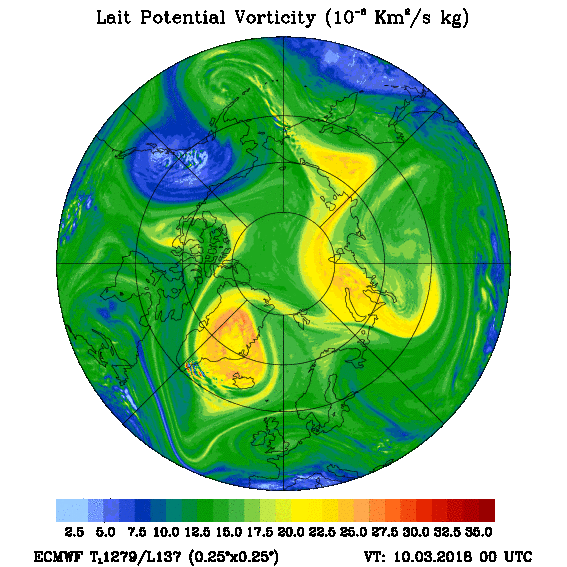 Lait Potential Vorticity (10⁻⁸ Km²/s kg)
2.5 5.0 7.5 10.0 12.5 15.0 17.5 20.0 22.5 25.0 27.5 30.0 32.5 35.0
ECMWF T_L1279/L137 (0.25°x0.25°) VT: 10.03.2018 00 UTC